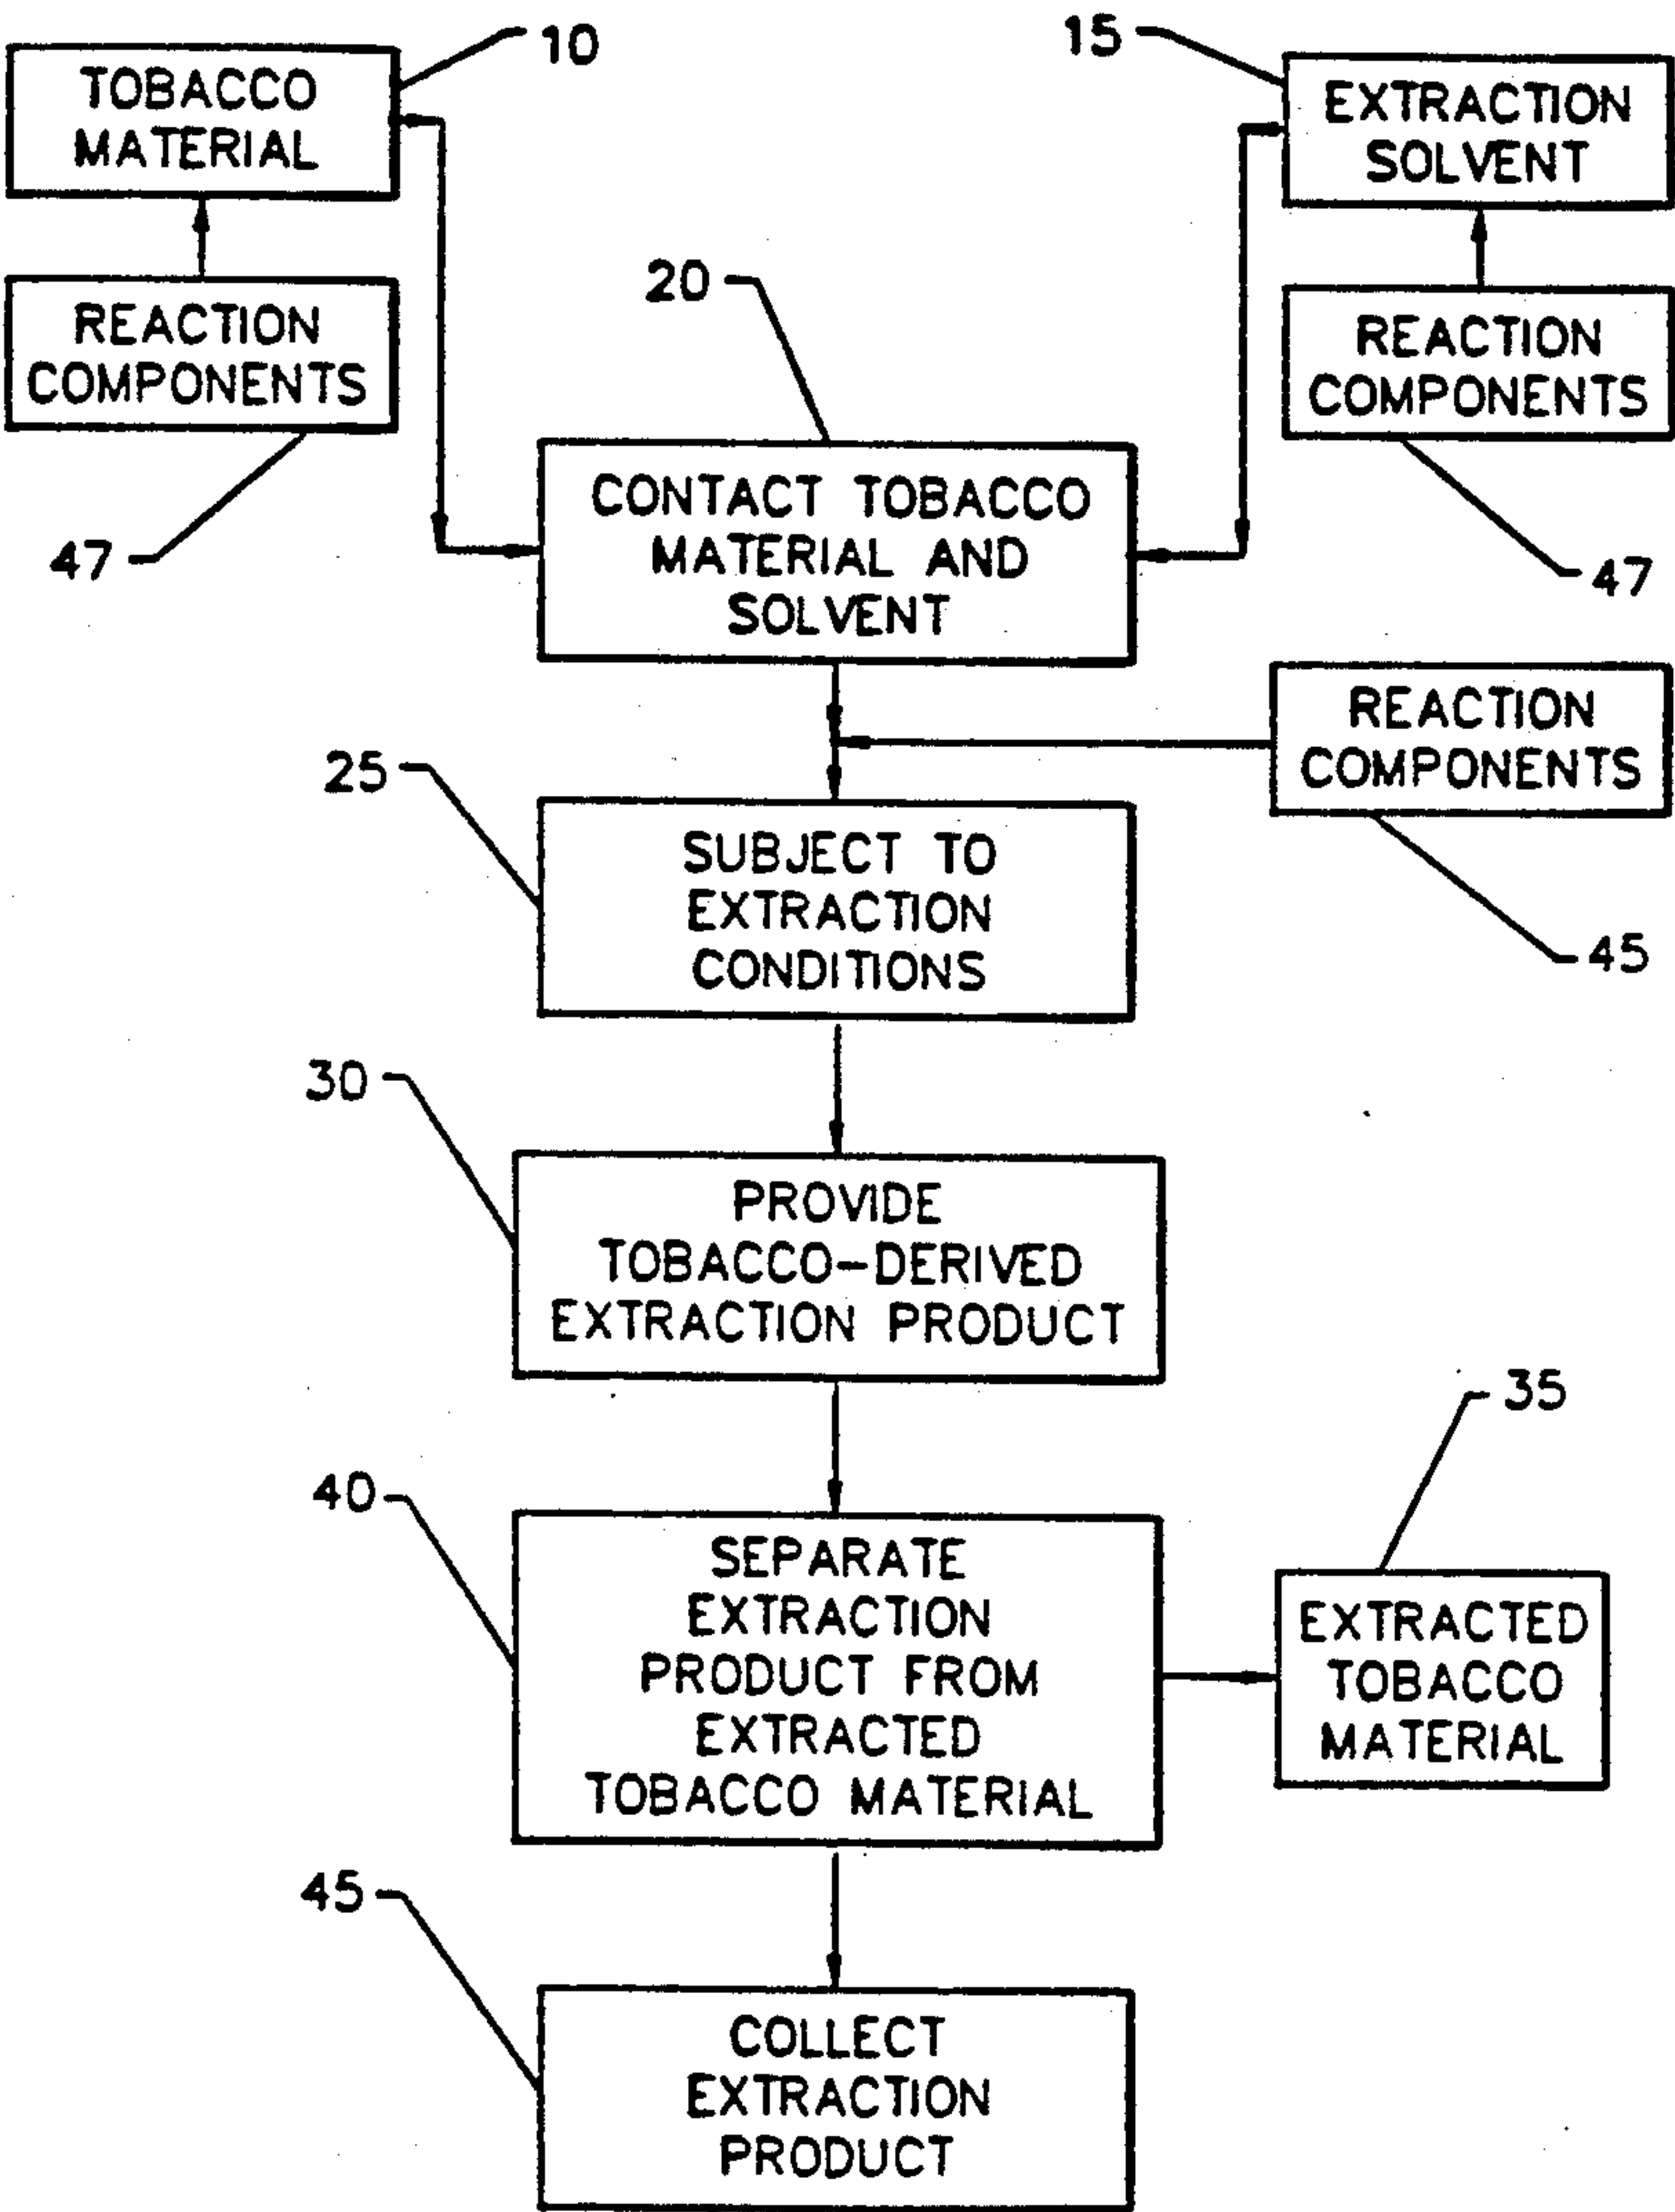 10
TOBACCO
MATERIAL
15
EXTRACTION
SOLVENT
REACTION
COMPONENTS
47
20
REACTION
COMPONENTS
47
CONTACT TOBACCO
MATERIAL AND
SOLVENT
REACTION
COMPONENTS
45
25
SUBJECT TO
EXTRACTION
CONDITIONS
30
PROVIDE
TOBACCO-DERIVED
EXTRACTION PRODUCT
40
SEPARATE
EXTRACTION
PRODUCT FROM
EXTRACTED
TOBACCO MATERIAL
35
EXTRACTED
TOBACCO
MATERIAL
45
COLLECT
EXTRACTION
PRODUCT